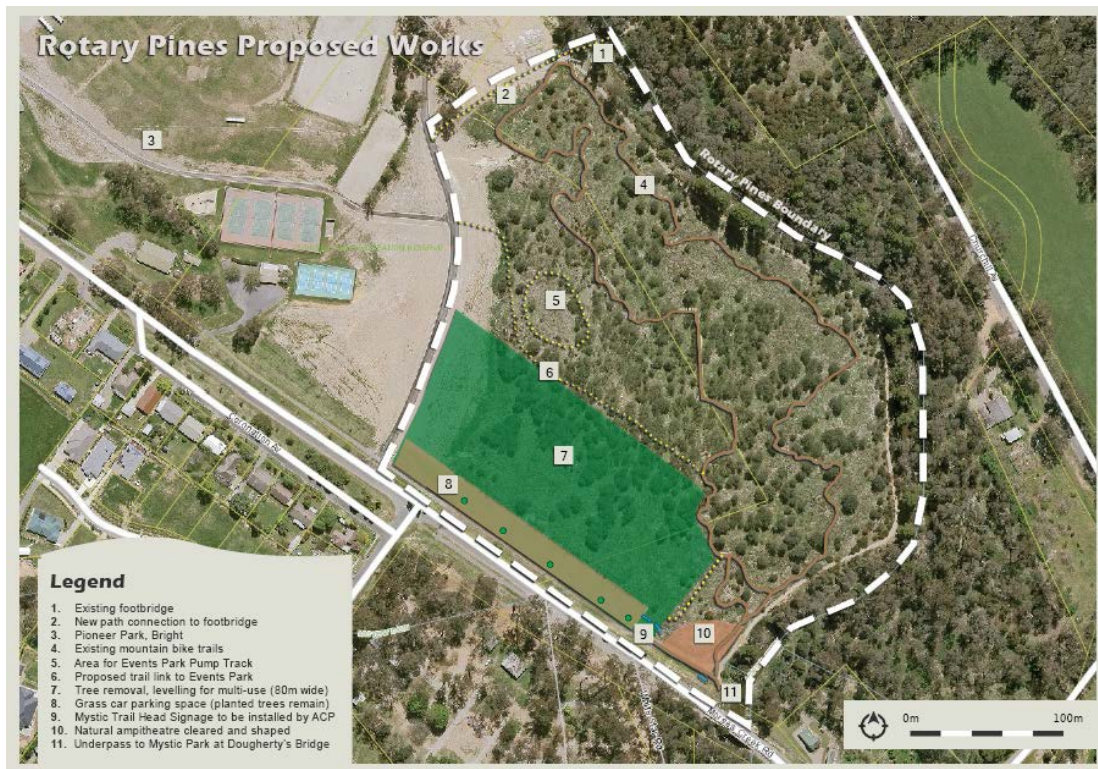 Rotary Pines Proposed Works
1
2
3
4
Rotary Pines Boundary
Churchill Av
5
6
7
Coronation Av
8
9
10
11
Legend
1. Existing footbridge
2. New path connection to footbridge
3. Pioneer Park, Bright
4. Existing mountain bike trails
5. Area for Events Park Pump Track
6. Proposed trail link to Events Park
7. Tree removal, levelling for multi-use (80m wide)
8. Grass car parking space (planted trees remain)
9. Mystic Trail Head Signage to be installed by ACP
10. Natural ampitheatre cleared and shaped
11. Underpass to Mystic Park at Dougherty's Bridge
0m
100m